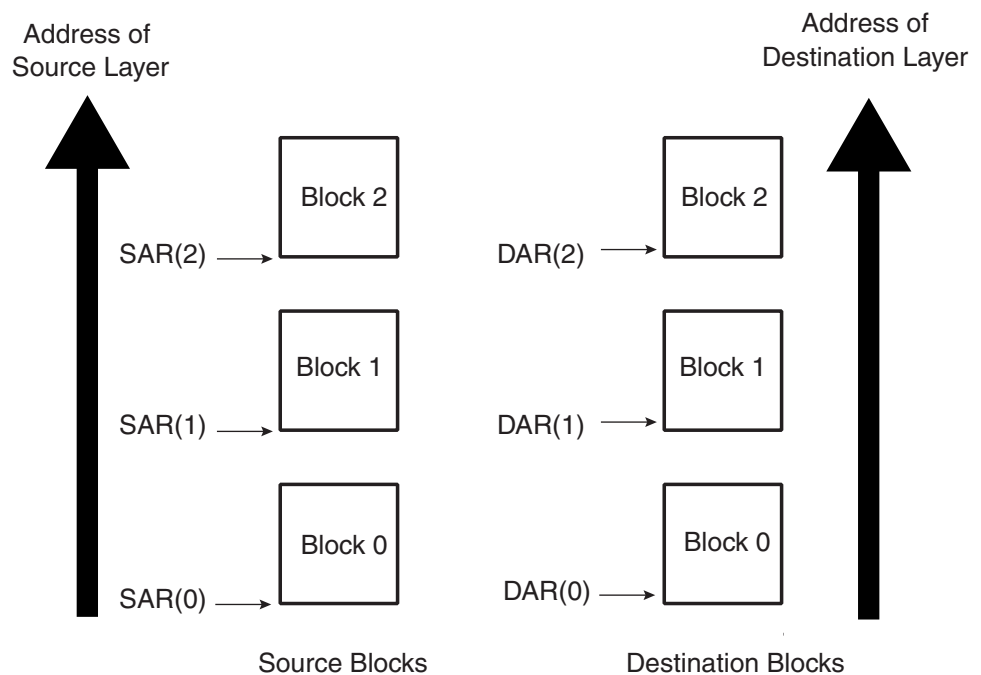 Address of
Source Layer
Address of
Destination Layer
Block 2
Block 2
SAR(2)
DAR(2)
Block 1
Block 1
SAR(1)
DAR(1)
Block 0
Block 0
SAR(0)
DAR(0)
Source Blocks
Destination Blocks